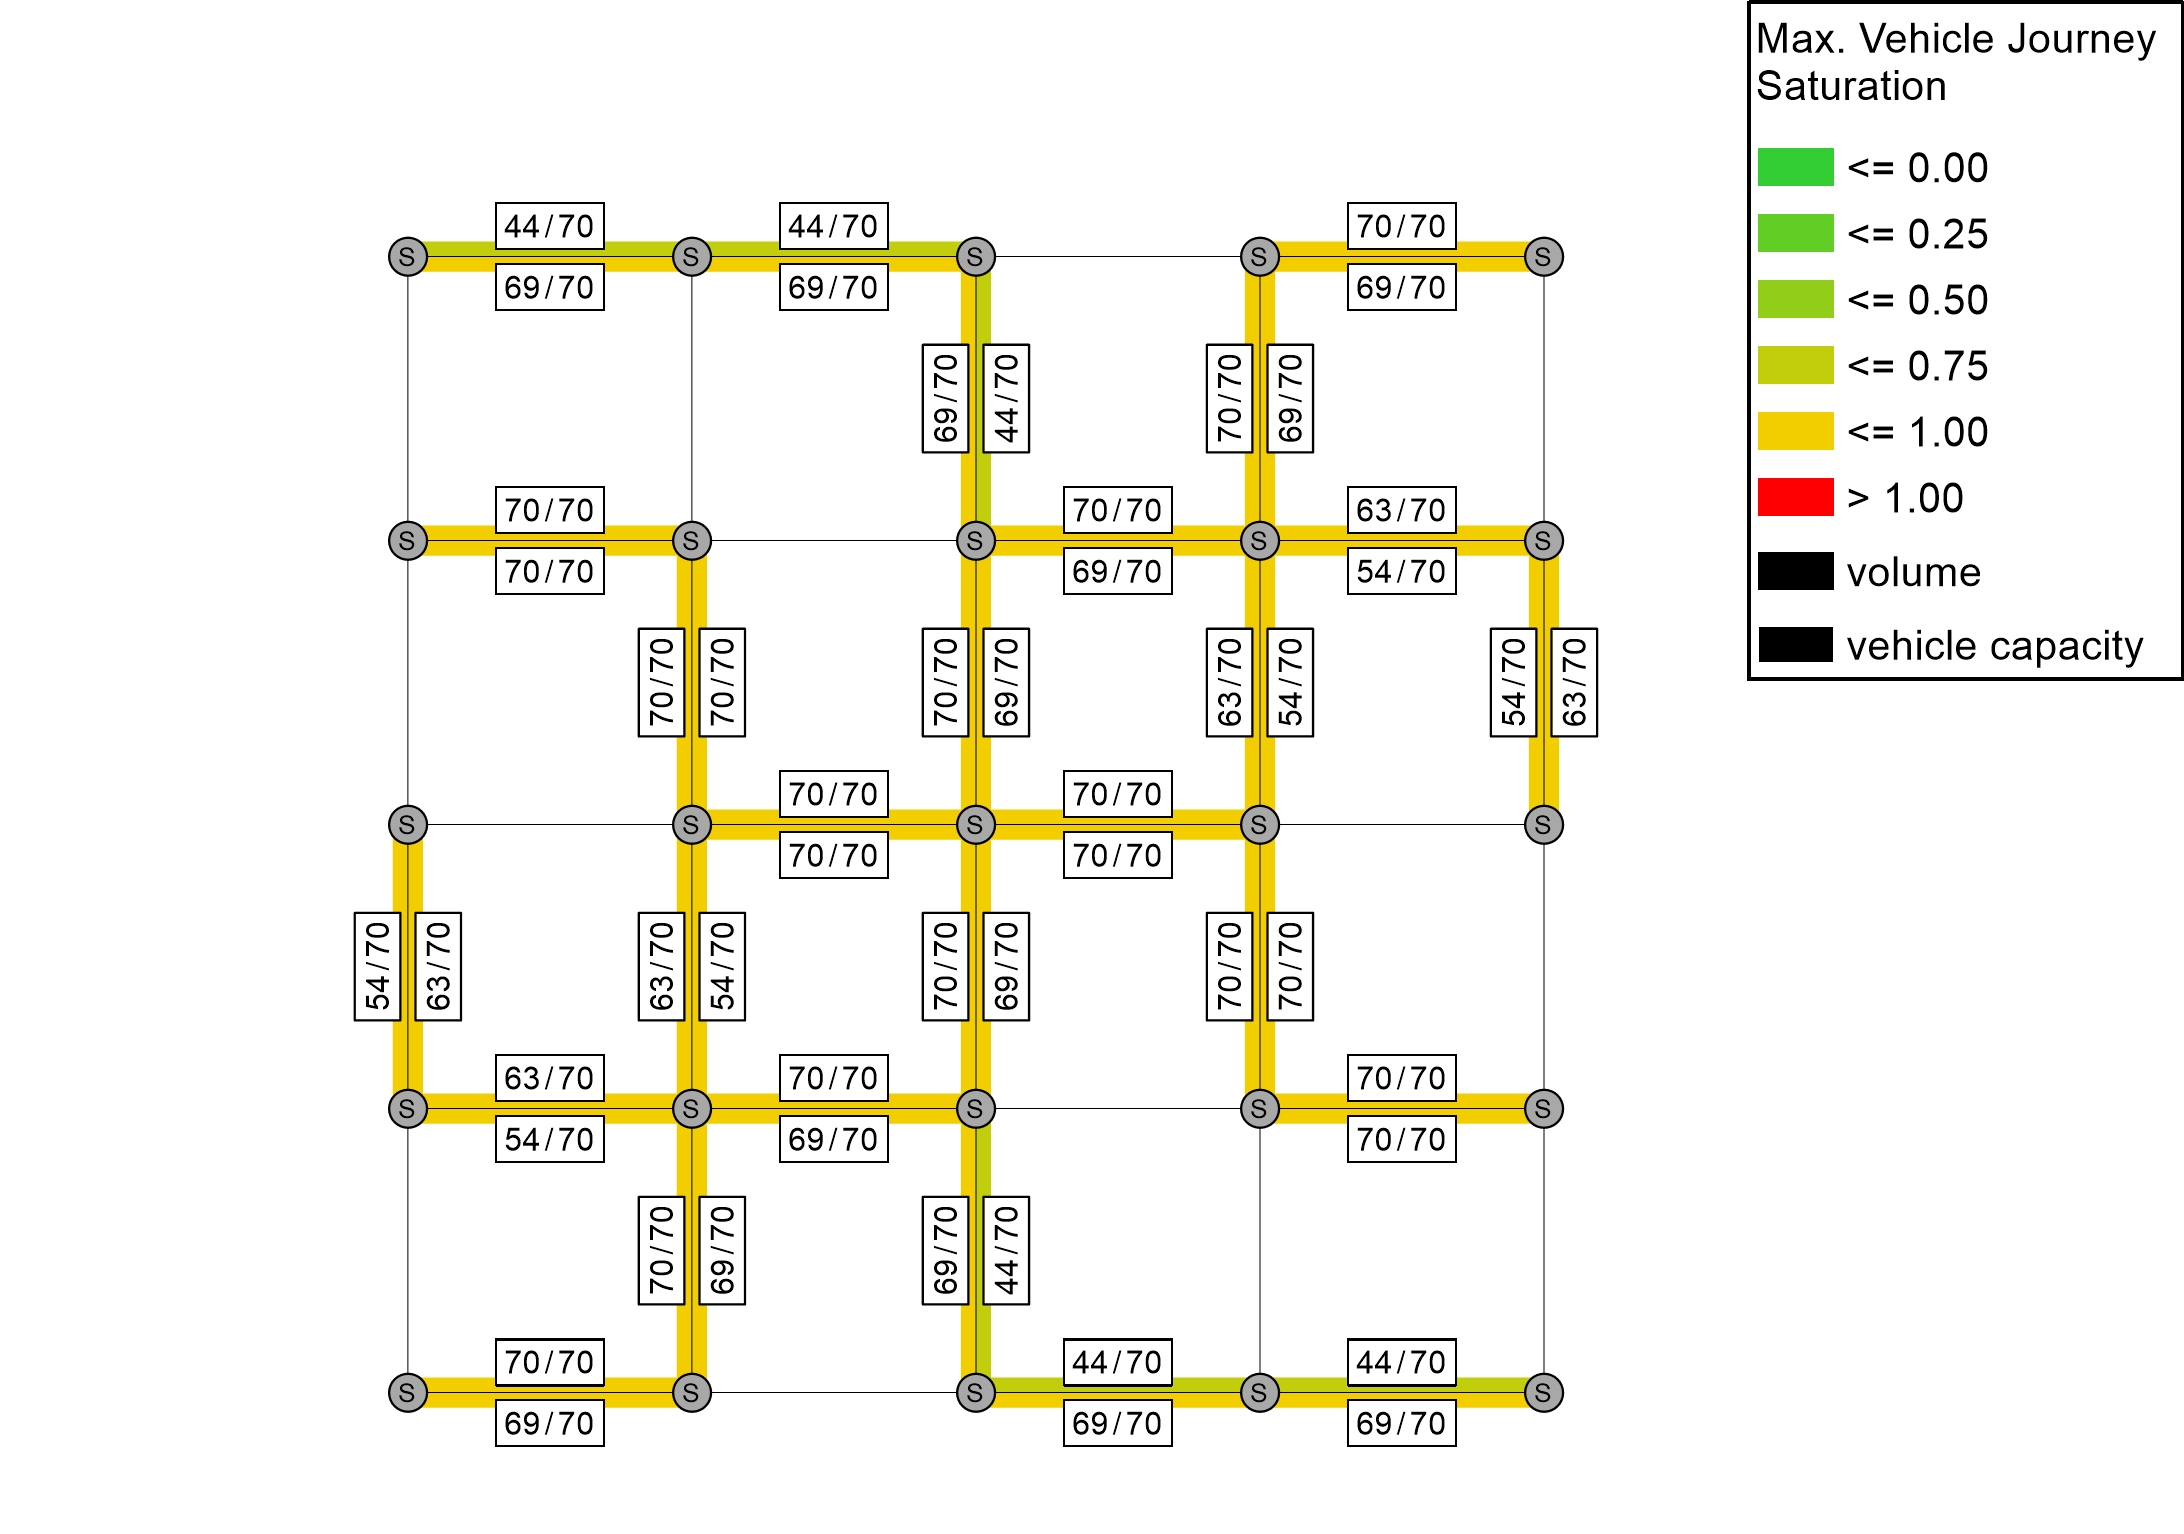 Max. Vehicle Journey
Saturation
<= 0.00
<= 0.25
<= 0.50
<= 0.75
<= 1.00
> 1.00
volume
vehicle capacity
44/70 44/70 70/70
S S S S S
69/70 69/70 69/70
69/70 44/70 70/70 69/70
70/70 70/70 63/70
S S S S S
70/70 69/70 54/70
70/70 70/70 70/70 69/70 63/70 54/70 54/70 63/70
70/70 70/70
S S S S S
70/70 70/70
54/70 63/70 63/70 54/70 70/70 69/70 70/70 70/70
63/70 70/70 70/70
S S S S S
54/70 69/70 70/70
70/70 69/70 69/70 44/70
70/70 44/70 44/70
S S S S S
69/70 69/70 69/70